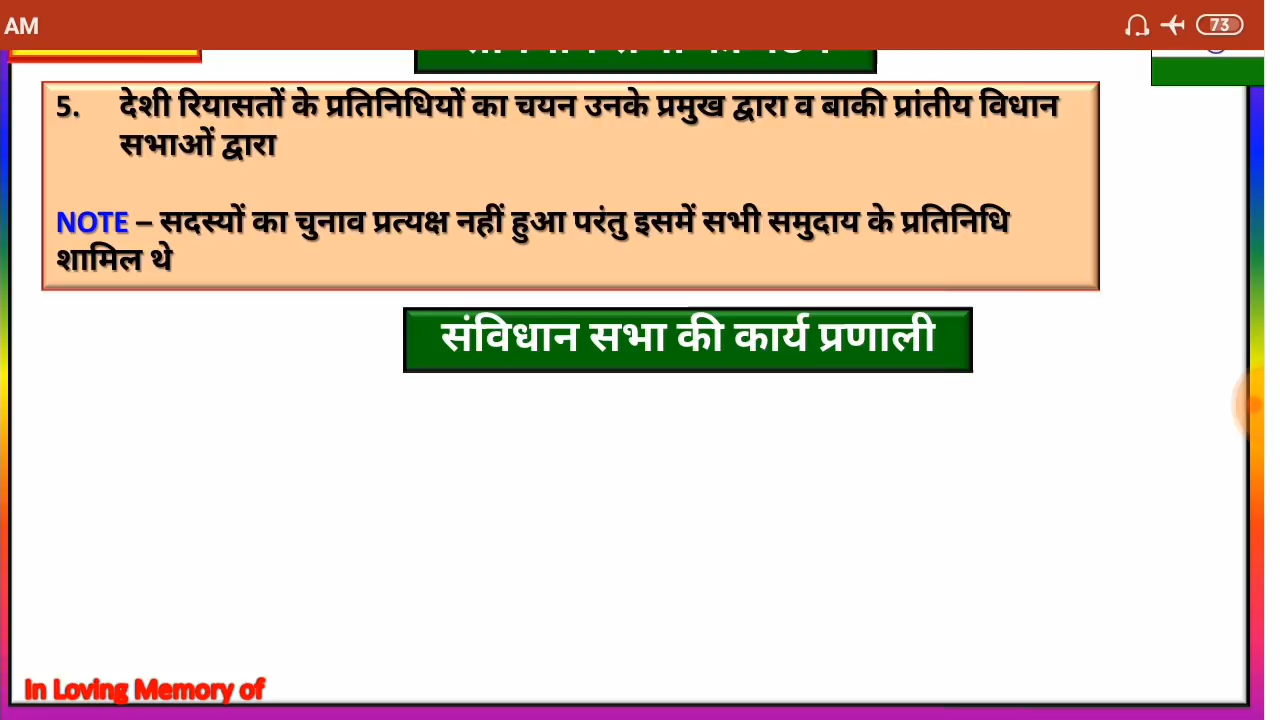 AM
73
5. देशी रियासतों के प्रतिनिधियों का चयन उनके प्रमुख द्वारा व बाकी प्रांतीय विधान
सभाओं द्वारा
NOTE – सदस्यों का चुनाव प्रत्यक्ष नहीं हुआ परंतु इसमें सभी समुदाय के प्रतिनिधि
शामिल थे
संविधान सभा की कार्य प्रणाली
In Loving Memory of